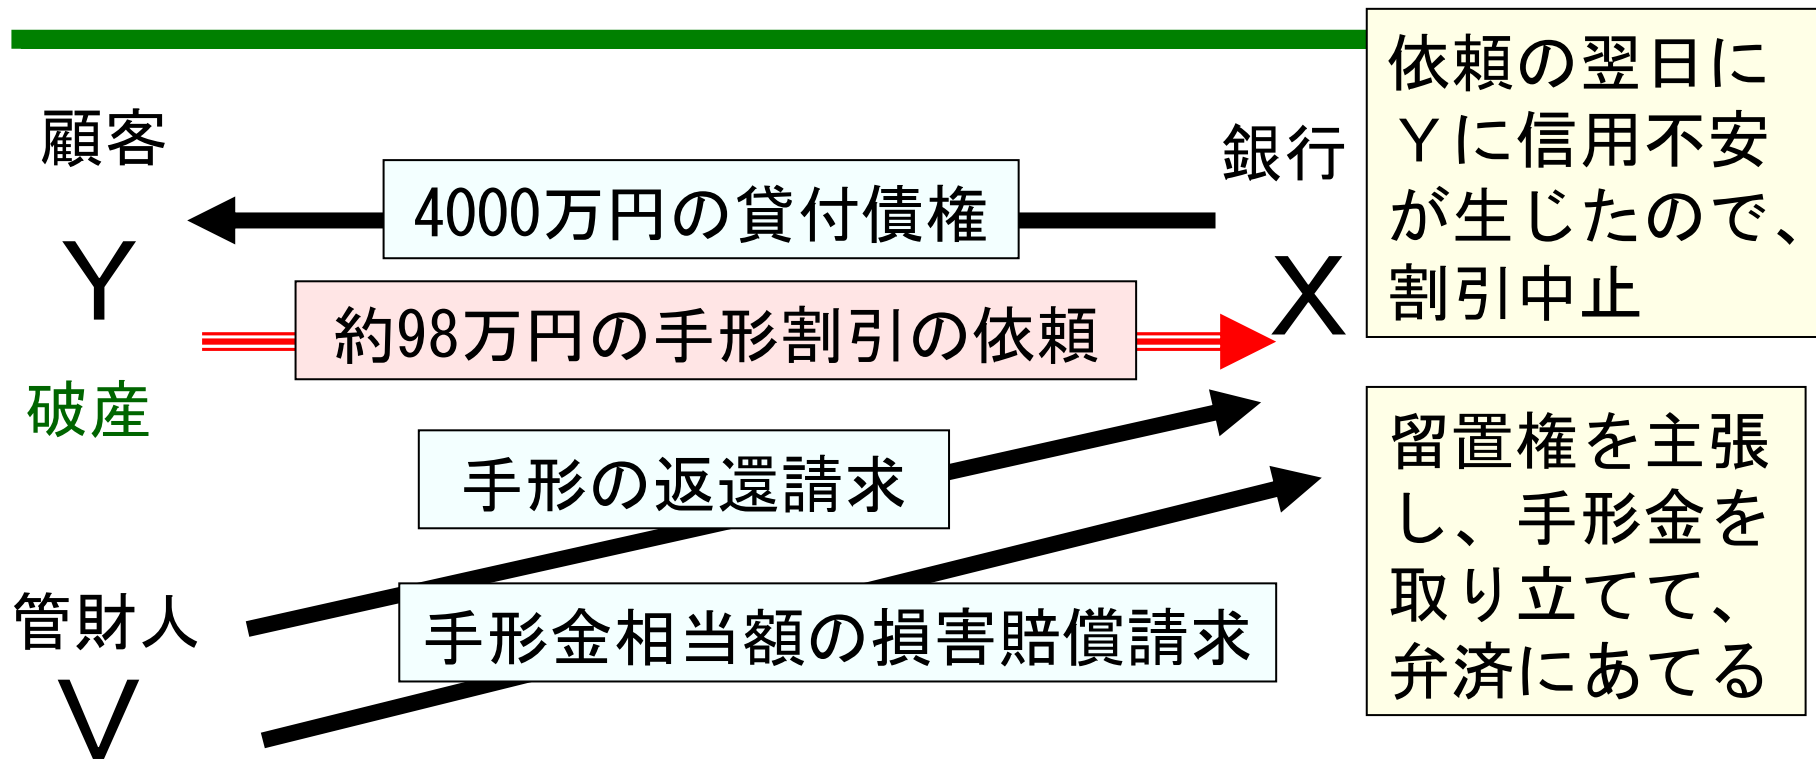 顧客
Y
破産
管財人
V
4000万円の貸付債権
約98万円の手形割引の依頼
手形の返還請求
手形金相当額の損害賠償請求
銀行
X
依頼の翌日に
Yに信用不安
が生じたので、
割引中止
留置権を主張
し、手形金を
取り立てて、
弁済にあてる